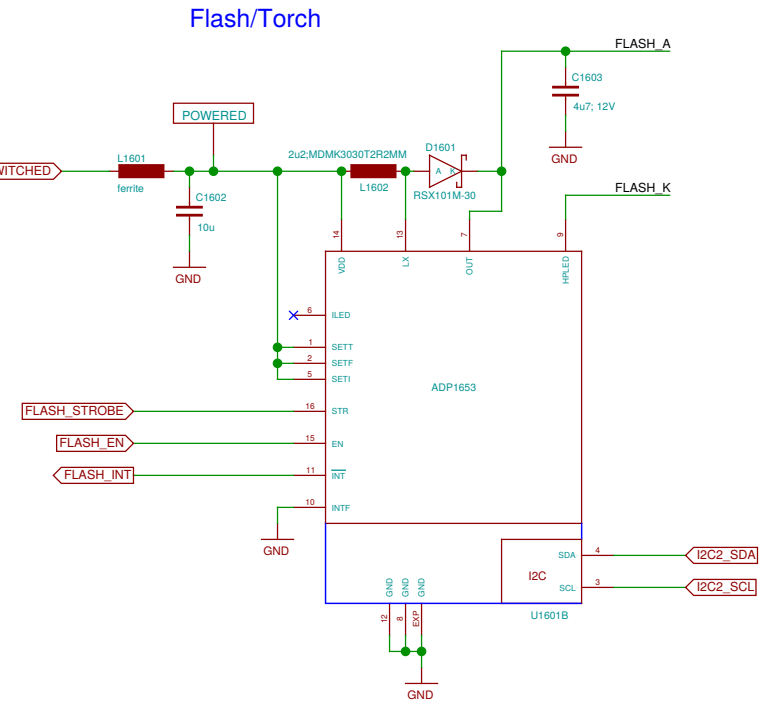 Flash/Torch
FLASH_A
C1603
4u7; 12V
GND
POWERED
WITCHED
L1601
ferrite
C1602
10u
GND
2u2;MDMK3030T2R2MM
L1602
D1601
A K
RSX101M-30
FLASH_K
14
13
7
9
VDD
LX
OUT
HPLED
6 ILED
1 SETT
2 SETF
5 SETI
ADP1653
FLASH_STROBE 16 STR
FLASH_EN 15 EN
FLASH_INT 11 INT
10 INTF
GND
I2C
SDA 4 I2C2_SDA
SCL 3 I2C2_SCL
GND
GND
GND
12
8
EXP
U1601B
GND